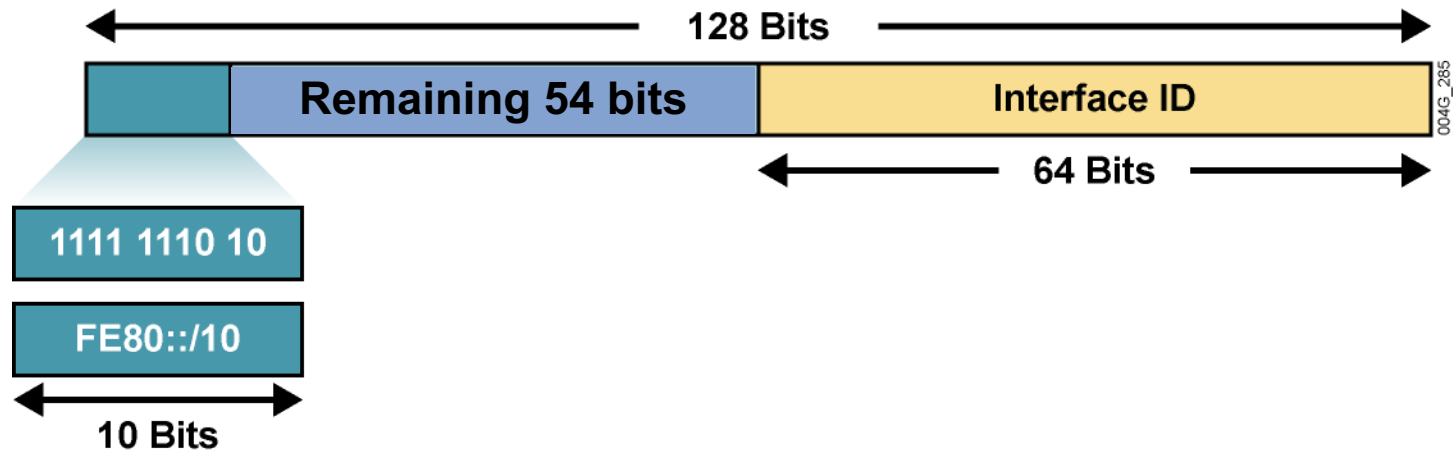 128 Bits
Remaining 54 bits
Interface ID
004G_285
64 Bits
1111 1110 10
FE80::/10
10 Bits